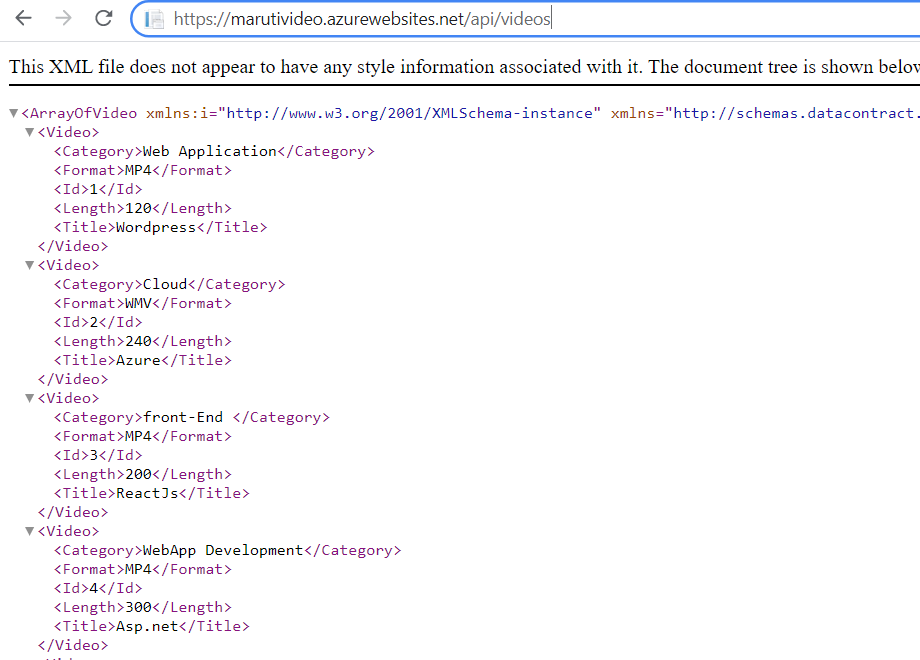 https://marutivideo.azurewebsites.net/api/videos
This XML file does not appear to have any style information associated with it. The document tree is shown below
<ArrayOfVideo xmlns:i="http://www.w3.org/2001/XMLSchema-instance" xmlns="http://schemas.datacontract.
<Video>
<Category>Web Application</Category>
<Format>MP4</Format>
<Id>1</Id>
<Length>120</Length>
<Title>Wordpress</Title>
</Video>
<Video>
<Category>Cloud</Category>
<Format>WMV</Format>
<Id>2</Id>
<Length>240</Length>
<Title>Azure</Title>
</Video>
<Video>
<Category>front-End </Category>
<Format>MP4</Format>
<Id>3</Id>
<Length>200</Length>
<Title>ReactJs</Title>
</Video>
<Video>
<Category>WebApp Development</Category>
<Format>MP4</Format>
<Id>4</Id>
<Length>300</Length>
<Title>Asp.net</Title>
</Video>